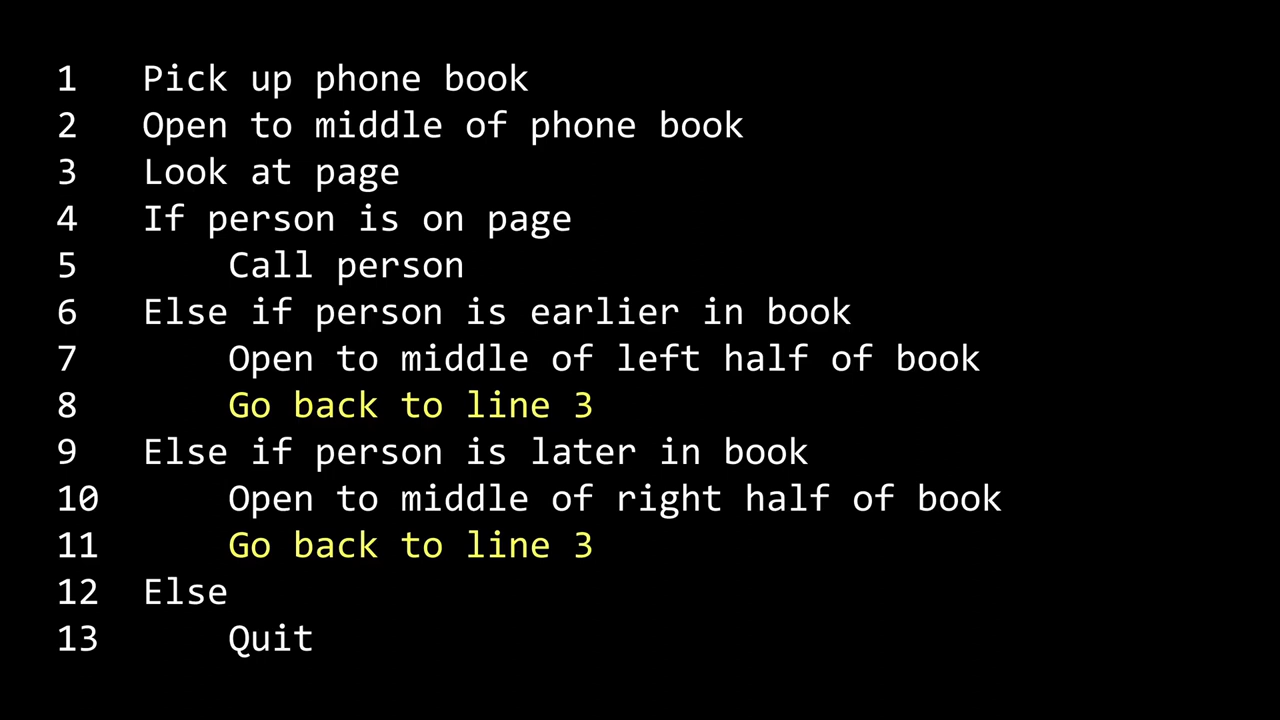 1 Pick up phone book
2 Open to middle of phone book
3 Look at page
4 If person is on page
5 Call person
6 Else if person is earlier in book
7 Open to middle of left half of book
8 Go back to line 3
9 Else if person is later in book
10 Open to middle of right half of book
11 Go back to line 3
12 Else
13 Quit